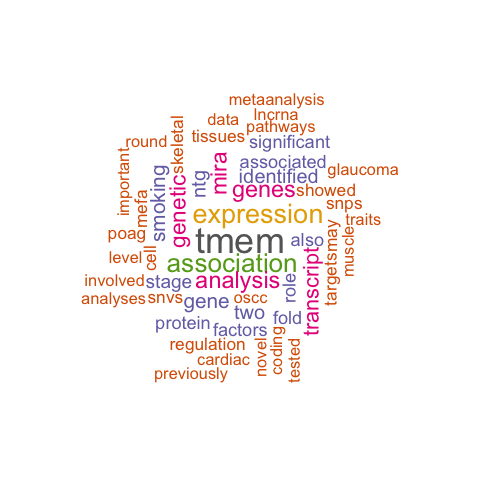 metaanalysis
lncrna
data
pathways
tissues
significant
round
skeletal
associated
glaucoma
identified
mira
ntg
genes
showed
important
mefa
smoking
genetic
snps
traits
expression
tmem
also
may
muscle
poag
level
cell
association
involved
stage
analysis
role
transcript
targets
analyses
snvs
gene
oscc
two
fold
protein
factors
coding
regulation
novel
tested
cardiac
previously